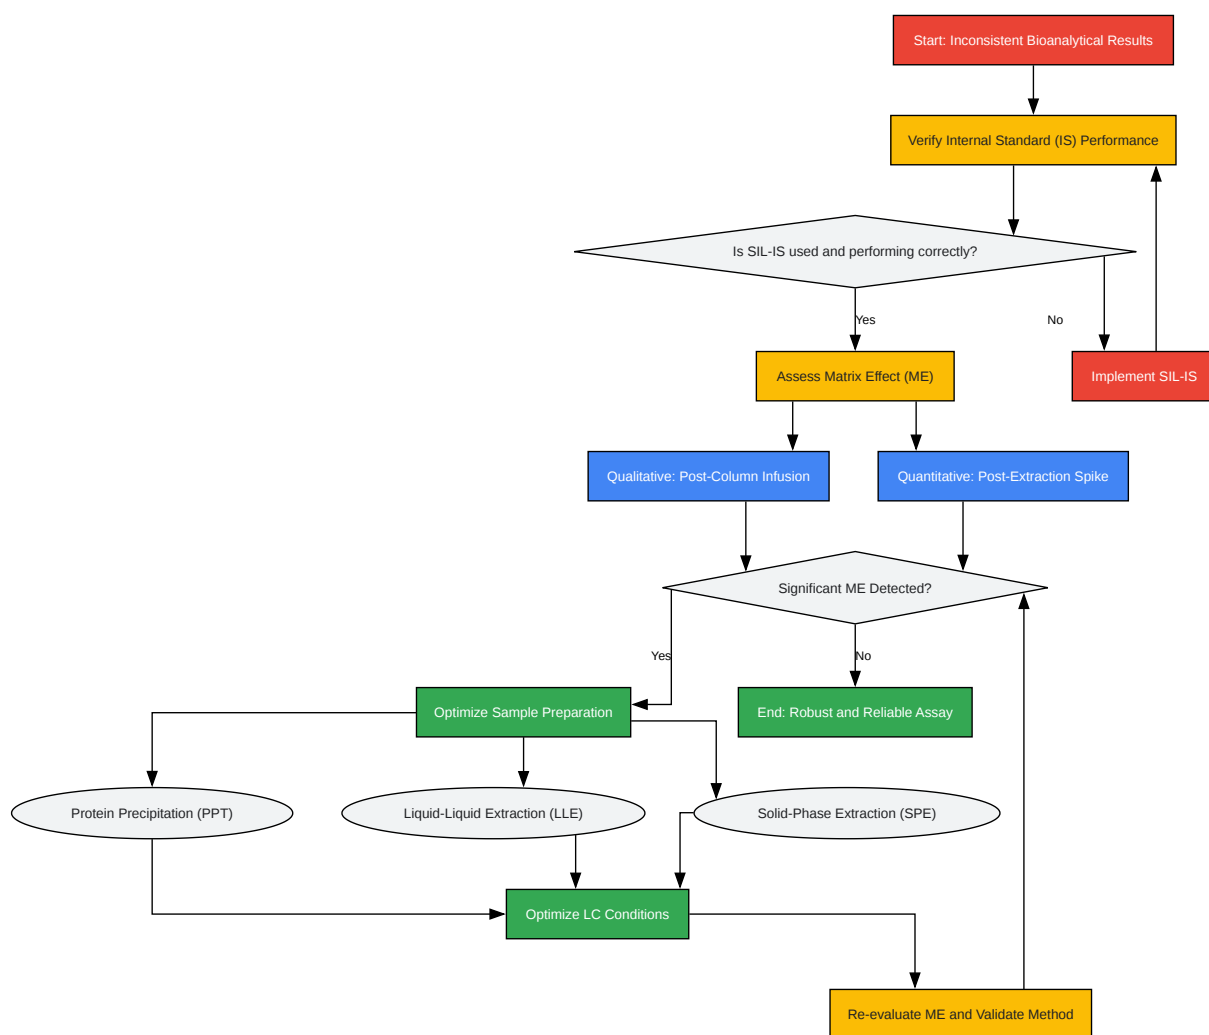 Start: Inconsistent Bioanalytical Results
Verify Internal Standard (IS) Performance
Is SIL-IS used and performing correctly?
Yes
No
Assess Matrix Effect (ME)
Implement SIL-IS
Qualitative: Post-Column Infusion
Quantitative: Post-Extraction Spike
Significant ME Detected?
Yes
No
Optimize Sample Preparation
End: Robust and Reliable Assay
Protein Precipitation (PPT)
Liquid-Liquid Extraction (LLE)
Solid-Phase Extraction (SPE)
Optimize LC Conditions
Re-evaluate ME and Validate Method